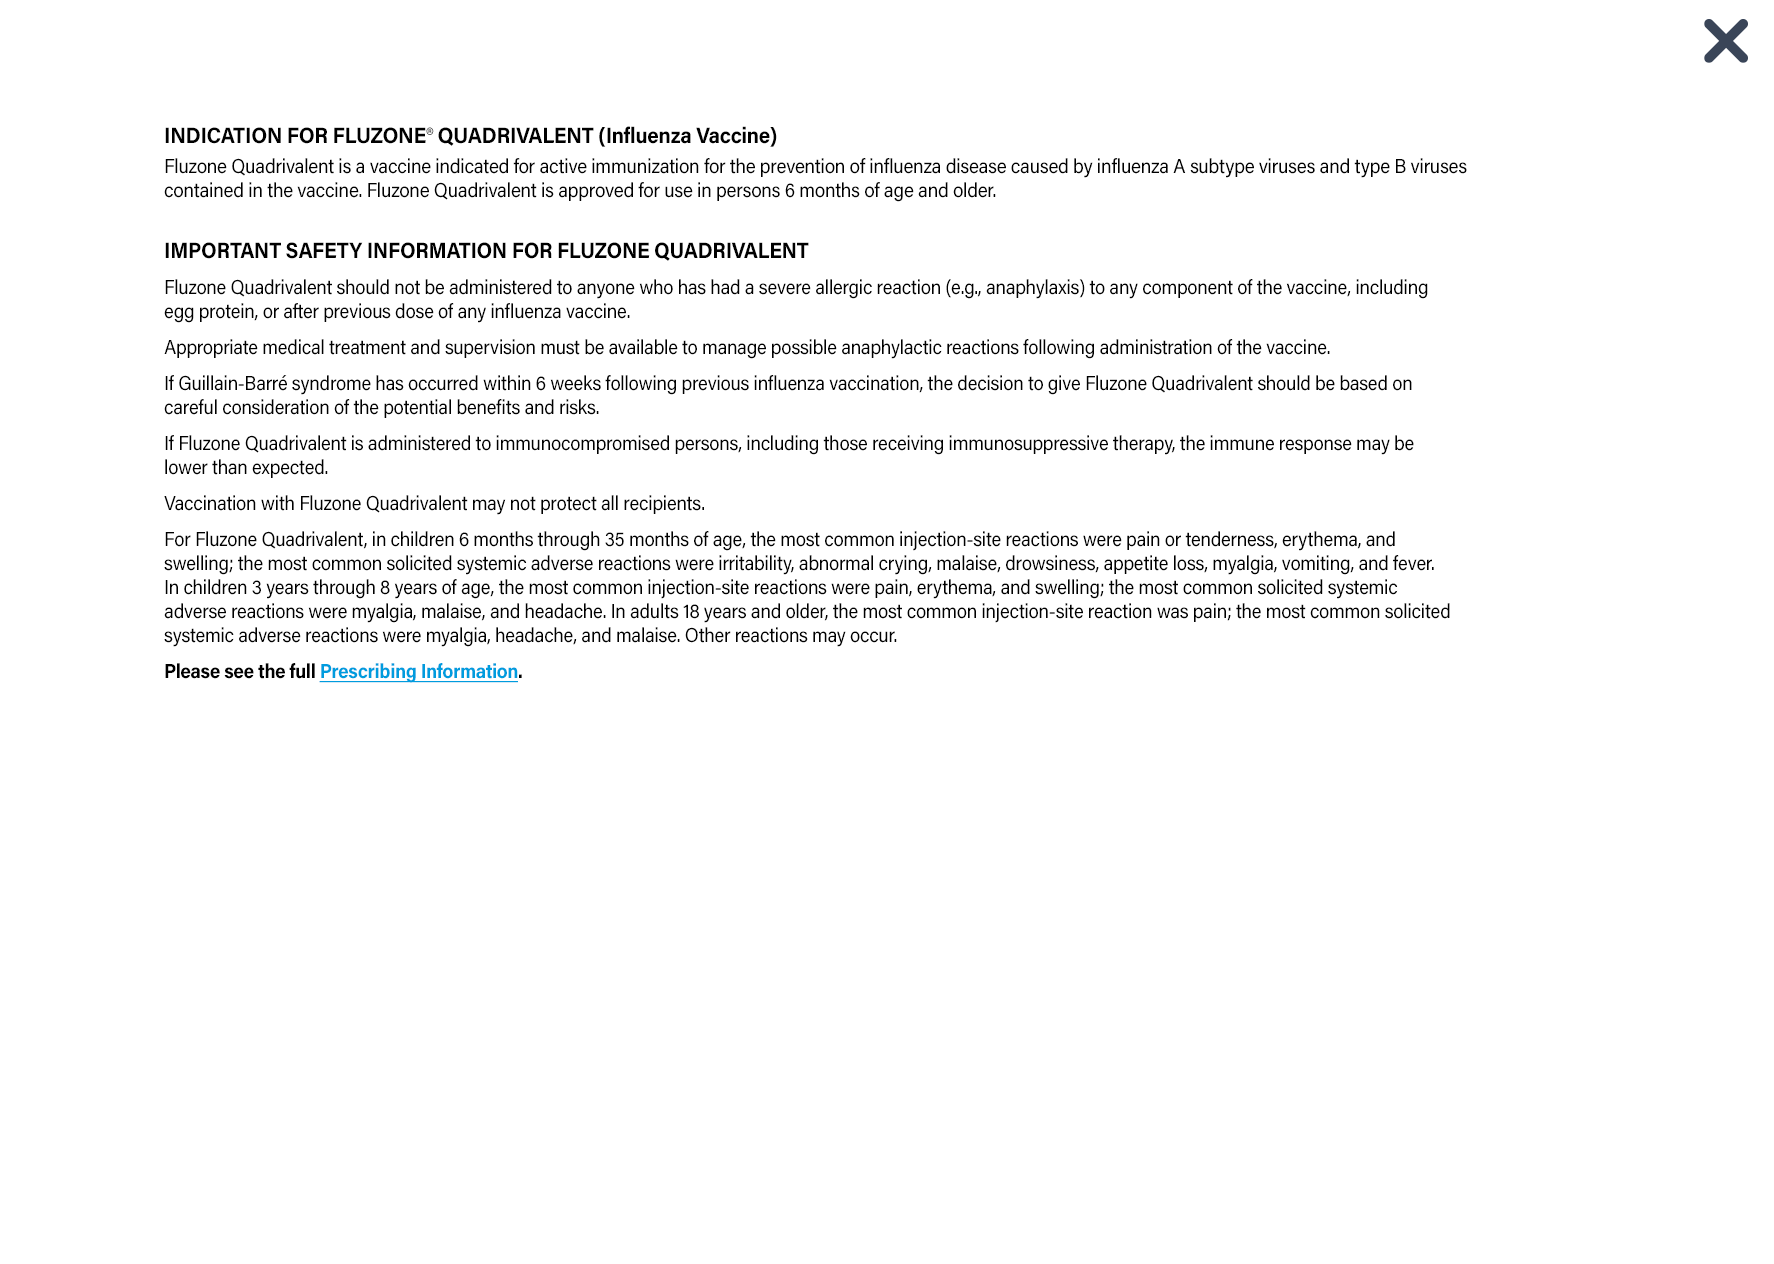 INDICATION FOR FLUZONE® QUADRIVALENT (Influenza Vaccine)
Fluzone Quadrivalent is a vaccine indicated for active immunization for the prevention of influenza disease caused by influenza A subtype viruses and type B viruses
contained in the vaccine. Fluzone Quadrivalent is approved for use in persons 6 months of age and older.
IMPORTANT SAFETY INFORMATION FOR FLUZONE QUADRIVALENT
Fluzone Quadrivalent should not be administered to anyone who has had a severe allergic reaction (e.g., anaphylaxis) to any component of the vaccine, including
egg protein, or after previous dose of any influenza vaccine.
Appropriate medical treatment and supervision must be available to manage possible anaphylactic reactions following administration of the vaccine.
If Guillain-Barré syndrome has occurred within 6 weeks following previous influenza vaccination, the decision to give Fluzone Quadrivalent should be based on
careful consideration of the potential benefits and risks.
If Fluzone Quadrivalent is administered to immunocompromised persons, including those receiving immunosuppressive therapy, the immune response may be
lower than expected.
Vaccination with Fluzone Quadrivalent may not protect all recipients.
For Fluzone Quadrivalent, in children 6 months through 35 months of age, the most common injection-site reactions were pain or tenderness, erythema, and
swelling; the most common solicited systemic adverse reactions were irritability, abnormal crying, malaise, drowsiness, appetite loss, myalgia, vomiting, and fever.
In children 3 years through 8 years of age, the most common injection-site reactions were pain, erythema, and swelling; the most common solicited systemic
adverse reactions were myalgia, malaise, and headache. In adults 18 years and older, the most common injection-site reaction was pain; the most common solicited
systemic adverse reactions were myalgia, headache, and malaise. Other reactions may occur.
Please see the full Prescribing Information.